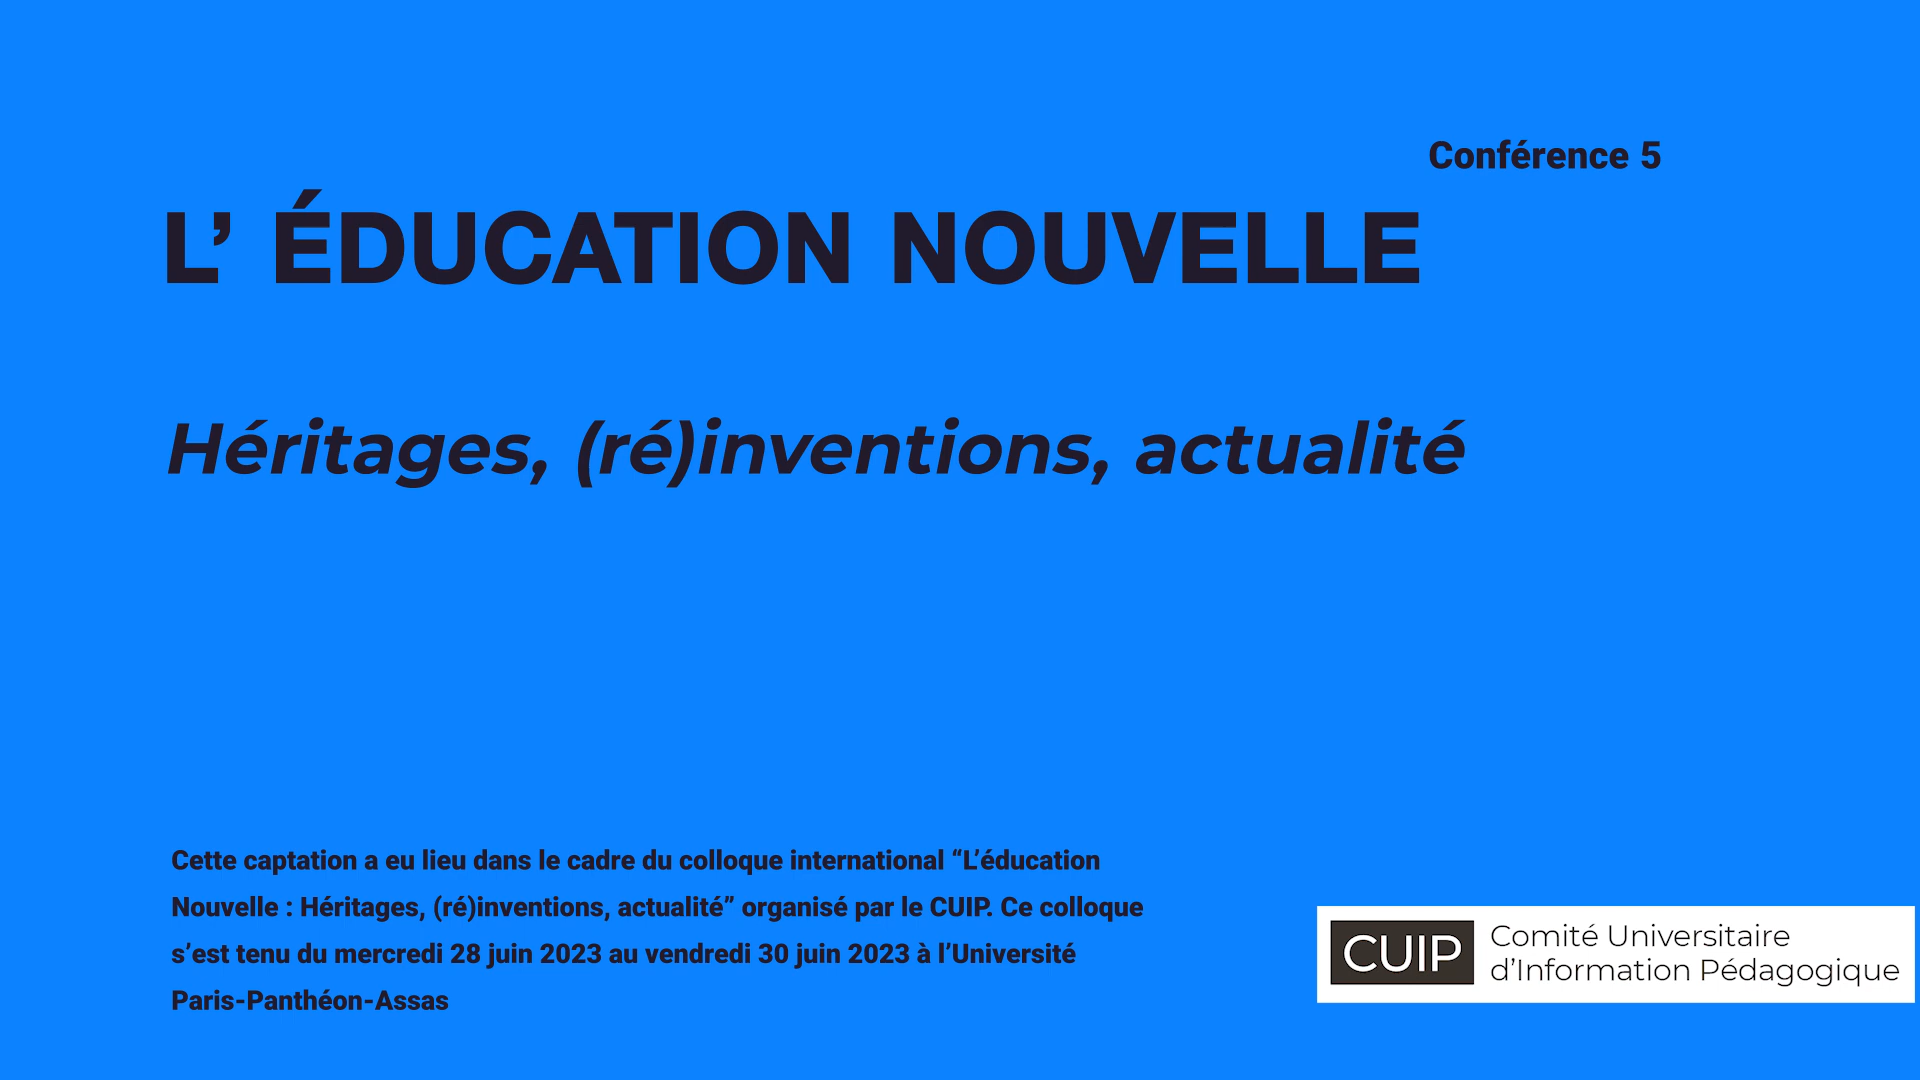 Conférence 5
L’ ÉDUCATION NOUVELLE
Héritages, (ré)inventions, actualité
Cette captation a eu lieu dans le cadre du colloque international “L’éducation
Nouvelle : Héritages, (ré)inventions, actualité” organisé par le CUIP. Ce colloque
s’est tenu du mercredi 28 juin 2023 au vendredi 30 juin 2023 à l’Université
Paris-Panthéon-Assas
CUIP
Comité Universitaire
d’Information Pédagogique